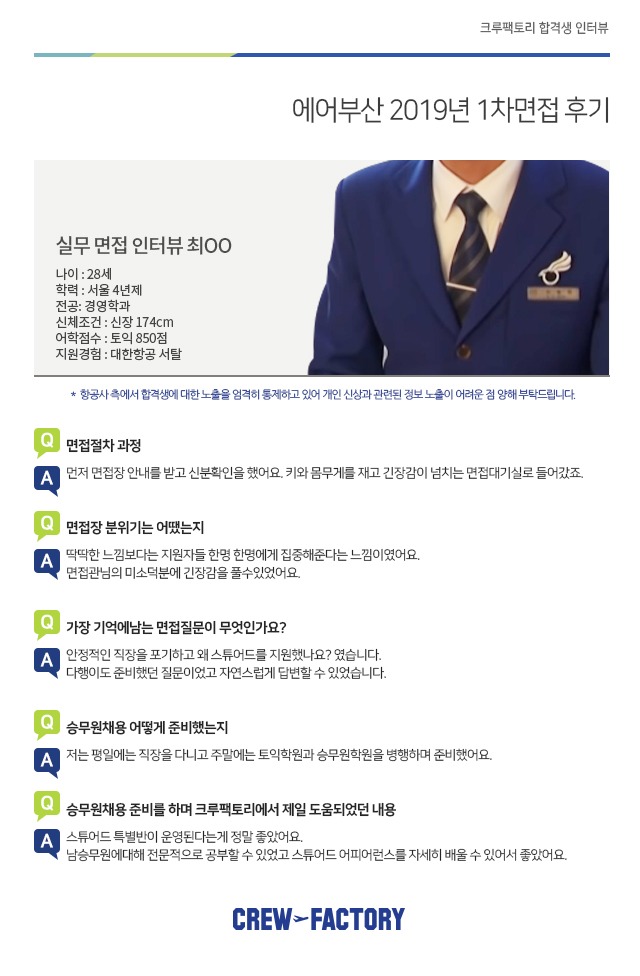 크루팩토리 합격생 인터뷰
에어부산 2019년 1차면접 후기
실무 면접 인터뷰 최OO
나이 : 28세
학력 : 서울 4년제
전공: 경영학과
신체조건 : 신장 174cm
어학점수 : 토익 850점
지원경험 : 대한항공 서탈
* 항공사 측에서 합격생에 대한 노출을 엄격히 통제하고 있어 개인 신상과 관련된 정보 노출이 어려운 점 양해 부탁드립니다.
Q 면접절차 과정
A 먼저 면접장 안내를 받고 신분확인을 했어요. 키와 몸무게를 재고 긴장감이 넘치는 면접대기실로 들어갔죠.
Q 면접장 분위기는 어땠는지
A 딱딱한 느낌보다는 지원자들 한명 한명에게 집중해준다는 느낌이였어요.
면접관님의 미소덕분에 긴장감을 풀수있었어요.
Q 가장 기억에남는 면접질문이 무엇인가요?
A 안정적인 직장을 포기하고 왜 스튜어드를 지원했나요? 였습니다.
다행이도 준비했던 질문이었고 자연스럽게 답변할 수 있었습니다.
Q 승무원채용 어떻게 준비했는지
A 저는 평일에는 직장을 다니고 주말에는 토익학원과 승무원학원을 병행하며 준비했어요.
Q 승무원채용 준비를 하며 크루팩토리에서 제일 도움되었던 내용
A 스튜어드 특별반이 운영된다는게 정말 좋았어요.
남승무원에대해 전문적으로 공부할 수 있었고 스튜어드 어피어런스를 자세히 배울 수 있어서 좋았어요.
CREW FACTORY